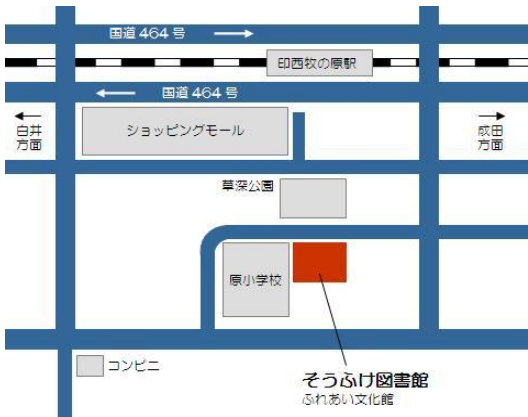 国道464号
印西牧の原駅
国道464号
白井
方面
ショッピングモール
成田
方面
草深公園
原小学校
コンビニ
そうふけ図書館
ふれあい文化館